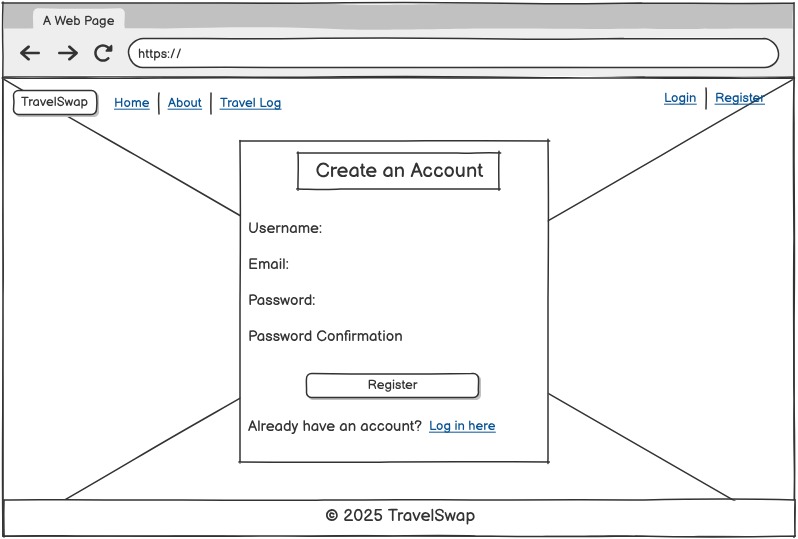 A Web Page
https://
TravelSwap Home About Travel Log Login Register
Create an Account
Username:
Email:
Password:
Password Confirmation
Register
Already have an account? Log in here
© 2025 TravelSwap